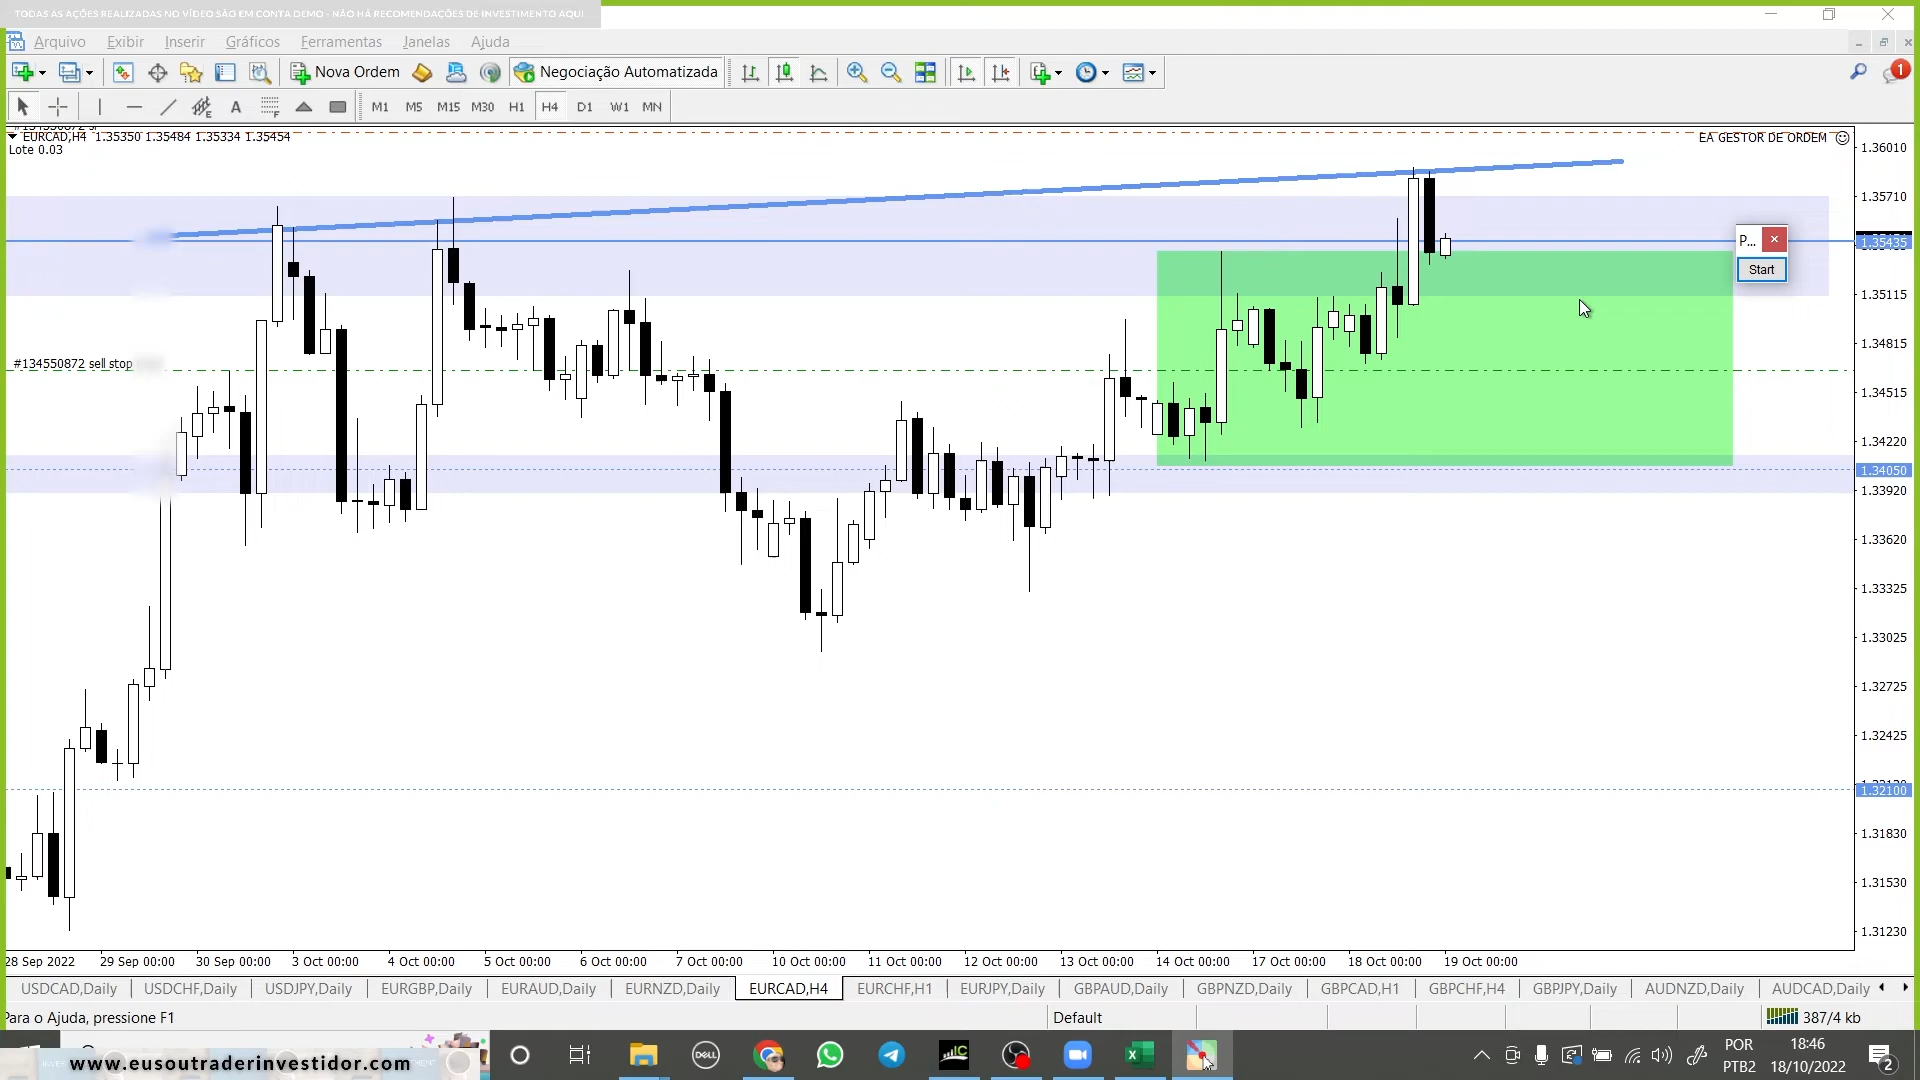 TODAS AS AÇÕES REALIZADAS NO VÍDEO SÃO EM CONTA DEMO - NÃO HÁ RECOMENDAÇÕES DE INVESTIMENTO AQUI
Arquivo Exibir Inserir Gráficos Ferramentas Janelas Ajuda
Nova Ordem Negociação Automatizada 1
A F M1 M5 M15 M30 H1 H4 D1 W1 MN
EURCAD,H4 1.35350 1.35484 1.35334 1.35454
EA GESTOR DE ORDEM
Lote 0.03
1.36010
1.35710
P...
1.35435
Start
1.35115
1.34815
#134550872 sell stop
1.34515
1.34220
1.34050
1.33920
1.33620
1.33325
1.33025
1.32725
1.32425
1.32100
1.31830
1.31530
1.31230
28 Sep 2022 29 Sep 00:00 30 Sep 00:00 3 Oct 00:00 4 Oct 00:00 5 Oct 00:00 6 Oct 00:00 7 Oct 00:00 10 Oct 00:00 11 Oct 00:00 12 Oct 00:00 13 Oct 00:00 14 Oct 00:00 17 Oct 00:00 18 Oct 00:00 19 Oct 00:00
USDCAD,Daily USDCHF,Daily USDJPY,Daily EURGBP,Daily EURAUD,Daily EURNZD,Daily EURCAD,H4 EURCHF,H1 EURJPY,Daily GBPAUD,Daily GBPNZD,Daily GBPCAD,H1 GBPCHF,H4 GBPJPY,Daily AUDNZD,Daily AUDCAD,Daily
Para o Ajuda, pressione F1 Default 387/4 kb
www.eusoutraderinvestidor.com
DELL
POR
PTB2
18:46
18/10/2022
2